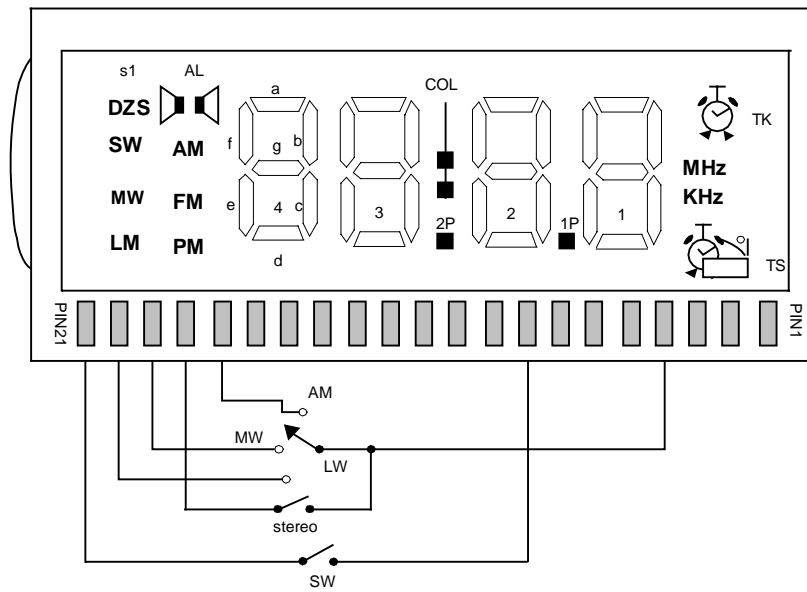 s1 AL
a
COL
DZS
TK
SW AM
f g b
MHz
MW FM
KHz
e 4 c 3 2 1
2P 1P
LM PM
d
TS
PIN21 PIN1
AM
MW
LW
stereo
SW